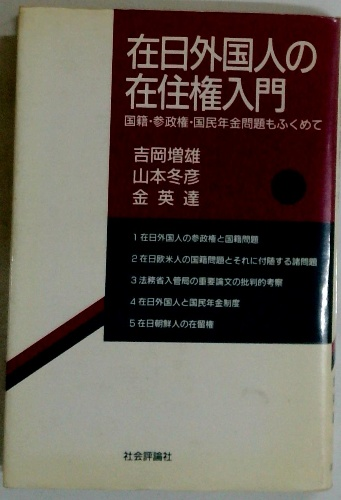 在日外国人の
在住権入門
国籍・参政権・国民年金問題もふくめて
吉岡増雄
山本冬彦
金英達
1 在日外国人の参政権と国籍問題
2 在日欧米人の国籍問題とそれに付随する諸問題
3 法務省入管局の重要論文の批判的考察
4 在日外国人と国民年金制度
5 在日朝鮮人の在留権
社会評論社